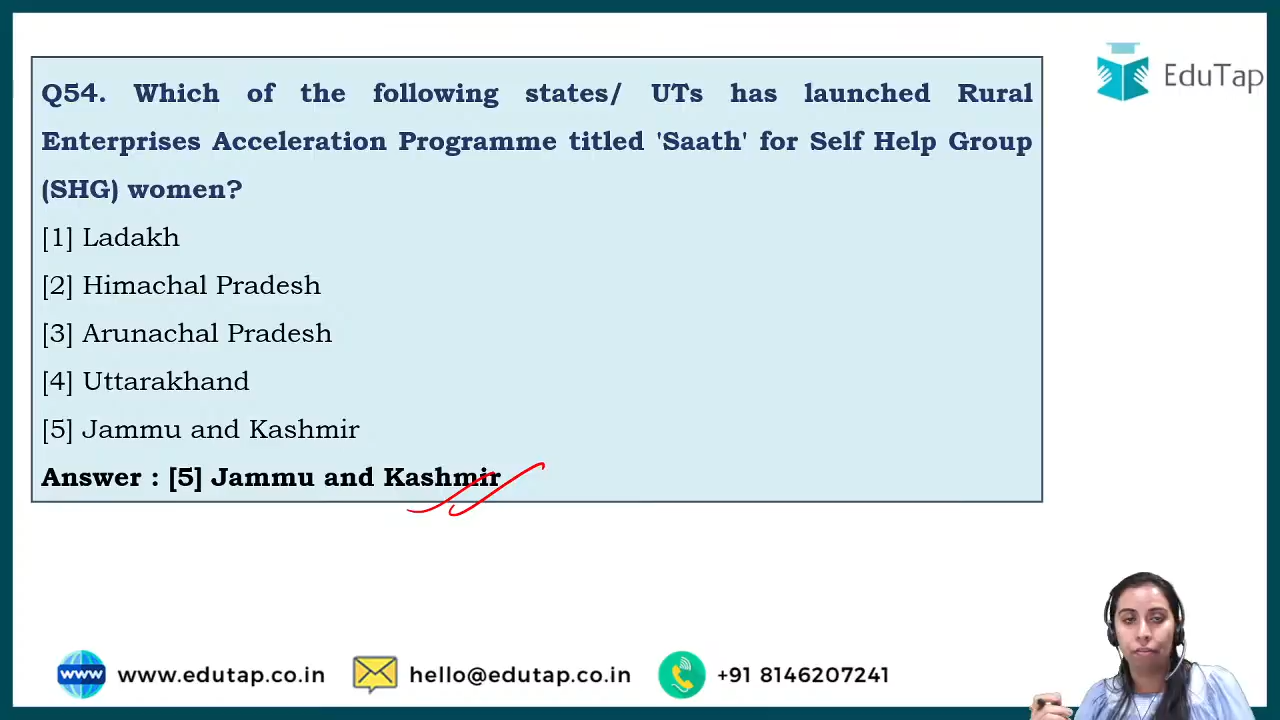 EduTap
Q54. Which of the following states/ UTs has launched Rural
Enterprises Acceleration Programme titled 'Saath' for Self Help Group
(SHG) women?
[1] Ladakh
[2] Himachal Pradesh
[3] Arunachal Pradesh
[4] Uttarakhand
[5] Jammu and Kashmir
Answer : [5] Jammu and Kashmir
www www.edutap.co.in hello@edutap.co.in +91 8146207241